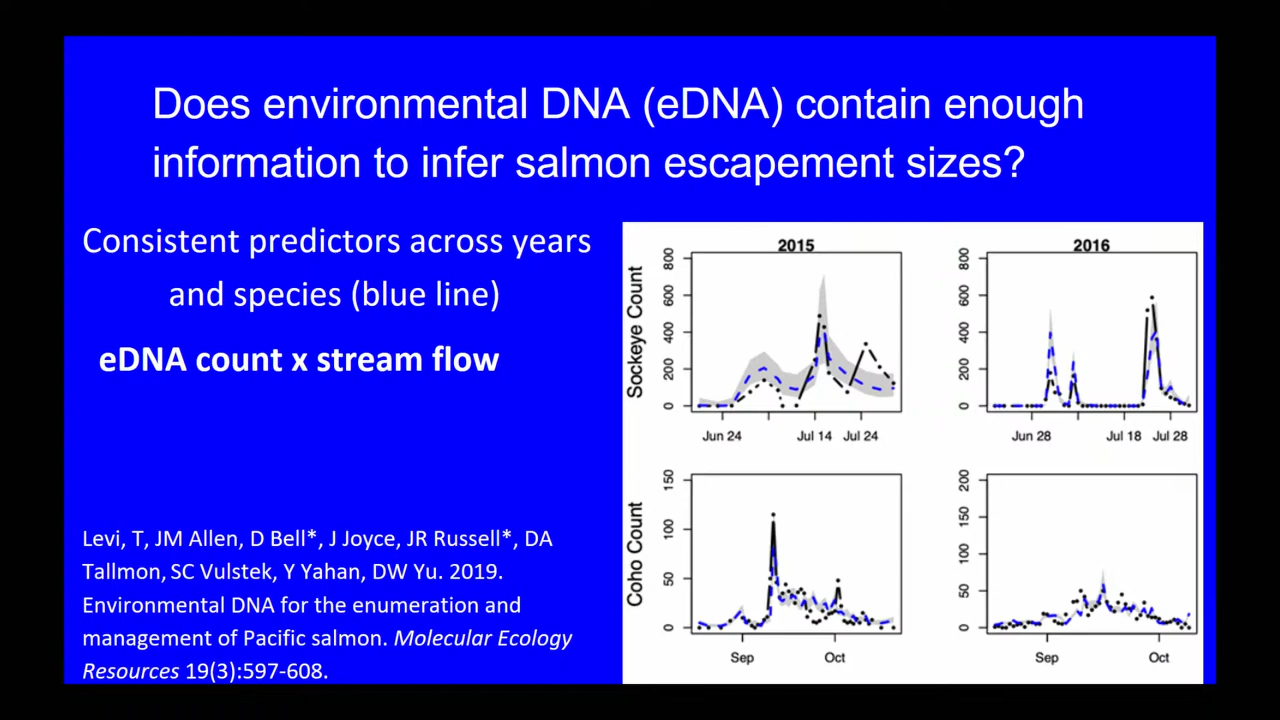 Does environmental DNA (eDNA) contain enough
information to infer salmon escapement sizes?
Consistent predictors across years
and species (blue line)
eDNA count x stream flow
Levi, T, JM Allen, D Bell*, J Joyce, JR Russell*, DA
Tallmon, SC Vulstek, Y Yahan, DW Yu. 2019.
Environmental DNA for the enumeration and
management of Pacific salmon. Molecular Ecology
Resources 19(3):597-608.
2015
Sockeye Count
800
600
400
200
0
Jun 24 Jul 14 Jul 24
2016
800
600
400
200
0
Jun 28 Jul 18 Jul 28
Coho Count
150
100
50
0
Sep Oct
200
150
100
50
0
Sep Oct